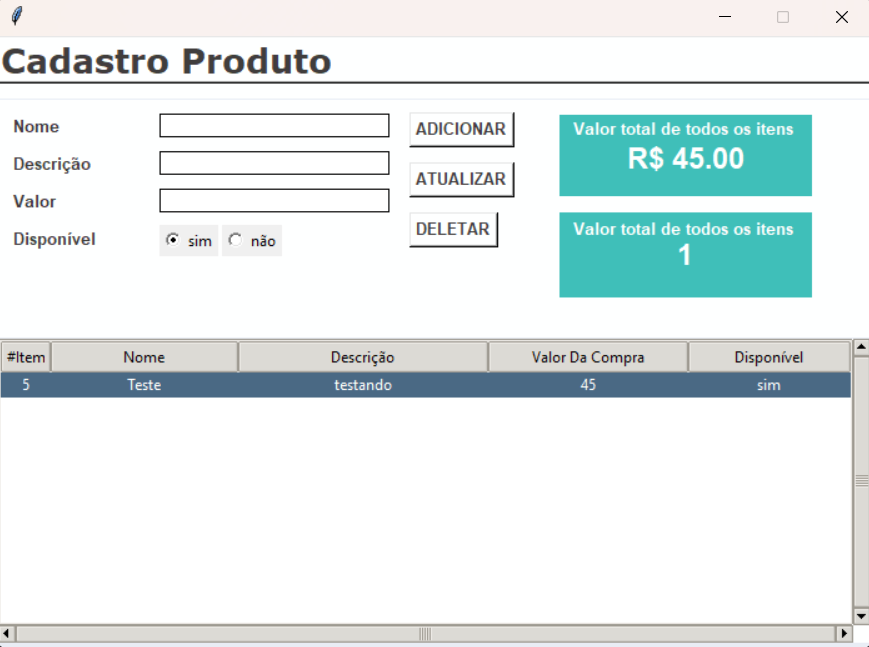 Cadastro Produto
Nome
Descrição
Valor
Disponível
sim não
ADICIONAR
ATUALIZAR
DELETAR
Valor total de todos os itens
R$ 45.00
Valor total de todos os itens
1
#Item Nome Descrição Valor Da Compra Disponível
5 Teste testando 45 sim